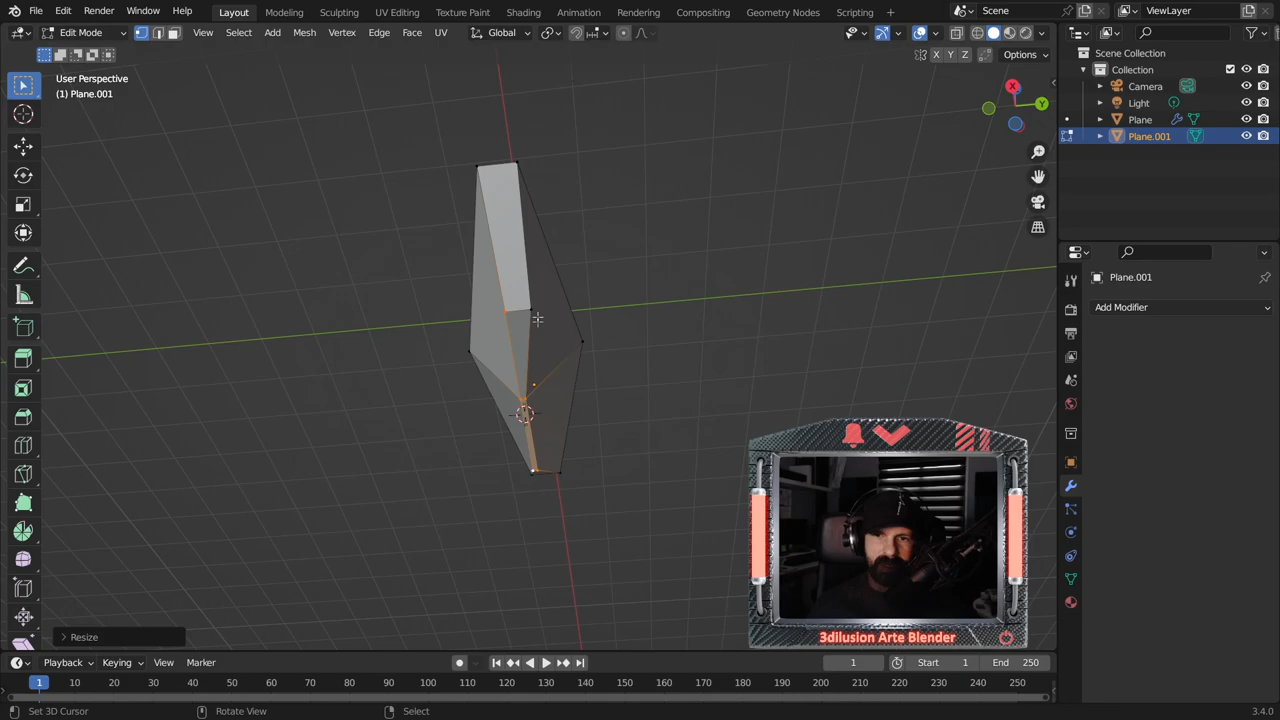 File Edit Render Window Help Layout Modeling Sculpting UV Editing Texture Paint Shading Animation Rendering Compositing Geometry Nodes Scripting Scene ViewLayer
Edit Mode View Select Add Mesh Vertex Edge Face UV Global
X Y Z Options
User Perspective
(1) Plane.001
Scene Collection
Collection
Camera
Light
Plane
Plane.001
X
Y
Plane.001
Add Modifier
Resize
3dilusion Arte Blender
Playback Keying View Marker 1 Start 1 End 250
1 10 20 30 40 50 60 70 80 90 100 110 120 130 140 150 160 170 180 190 200 210 220 230 240 250
Set 3D Cursor Rotate View Select 3.4.0